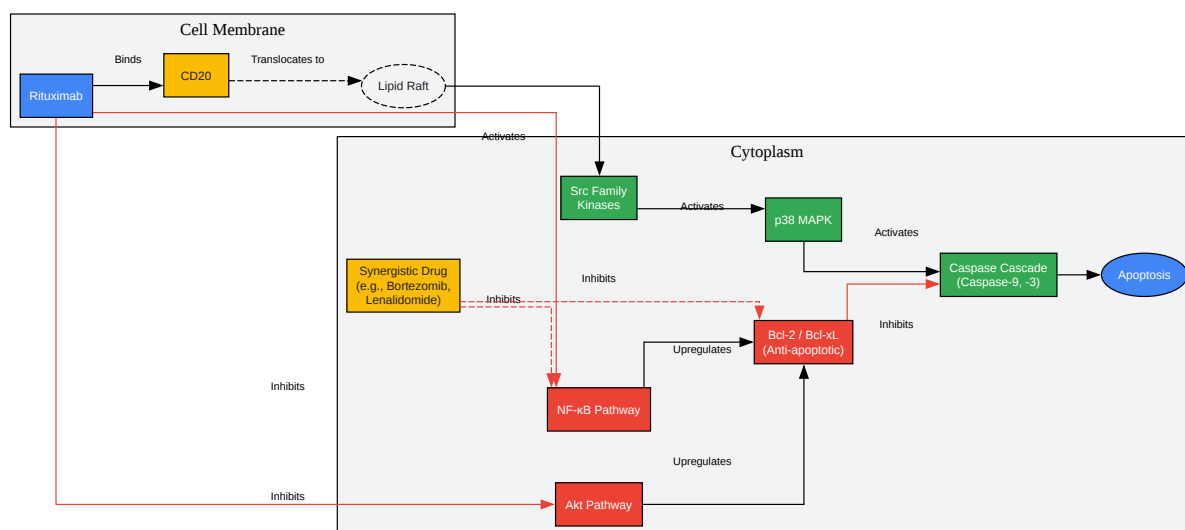 Cell Membrane
Binds
Translocates to
CD20
Lipid Raft
Rituximab
Activates
Cytoplasm
Src Family
Kinases
Activates
p38 MAPK
Activates
Synergistic Drug
(e.g., Bortezomib,
Lenalidomide)
Inhibits
Inhibits
Caspase Cascade
(Caspase-9, -3)
Apoptosis
Bcl-2 / Bcl-xL
(Anti-apoptotic)
Inhibits
Upregulates
Inhibits
NF-κB Pathway
Upregulates
Inhibits
Akt Pathway